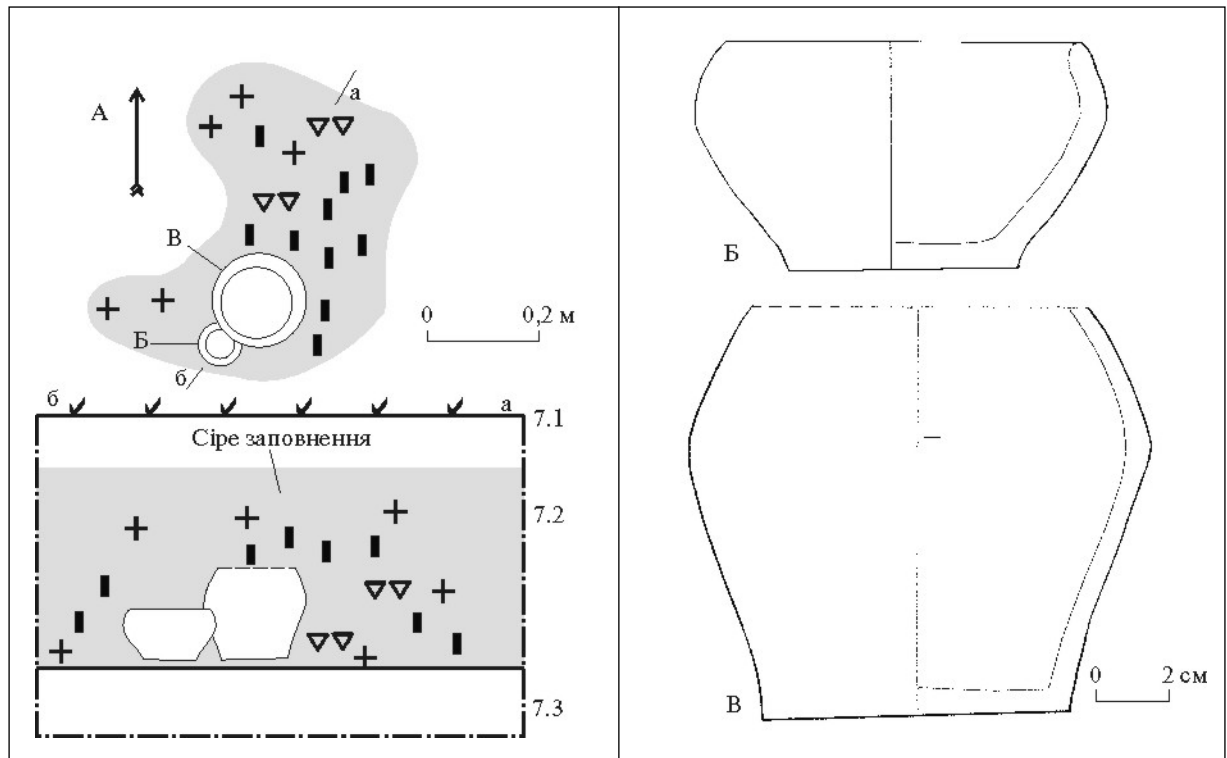 а
А
В
0 0,2 м
Б
б
б а
7.1
Сіре заповнення
7.2
7.3
Б
0 2 см
В